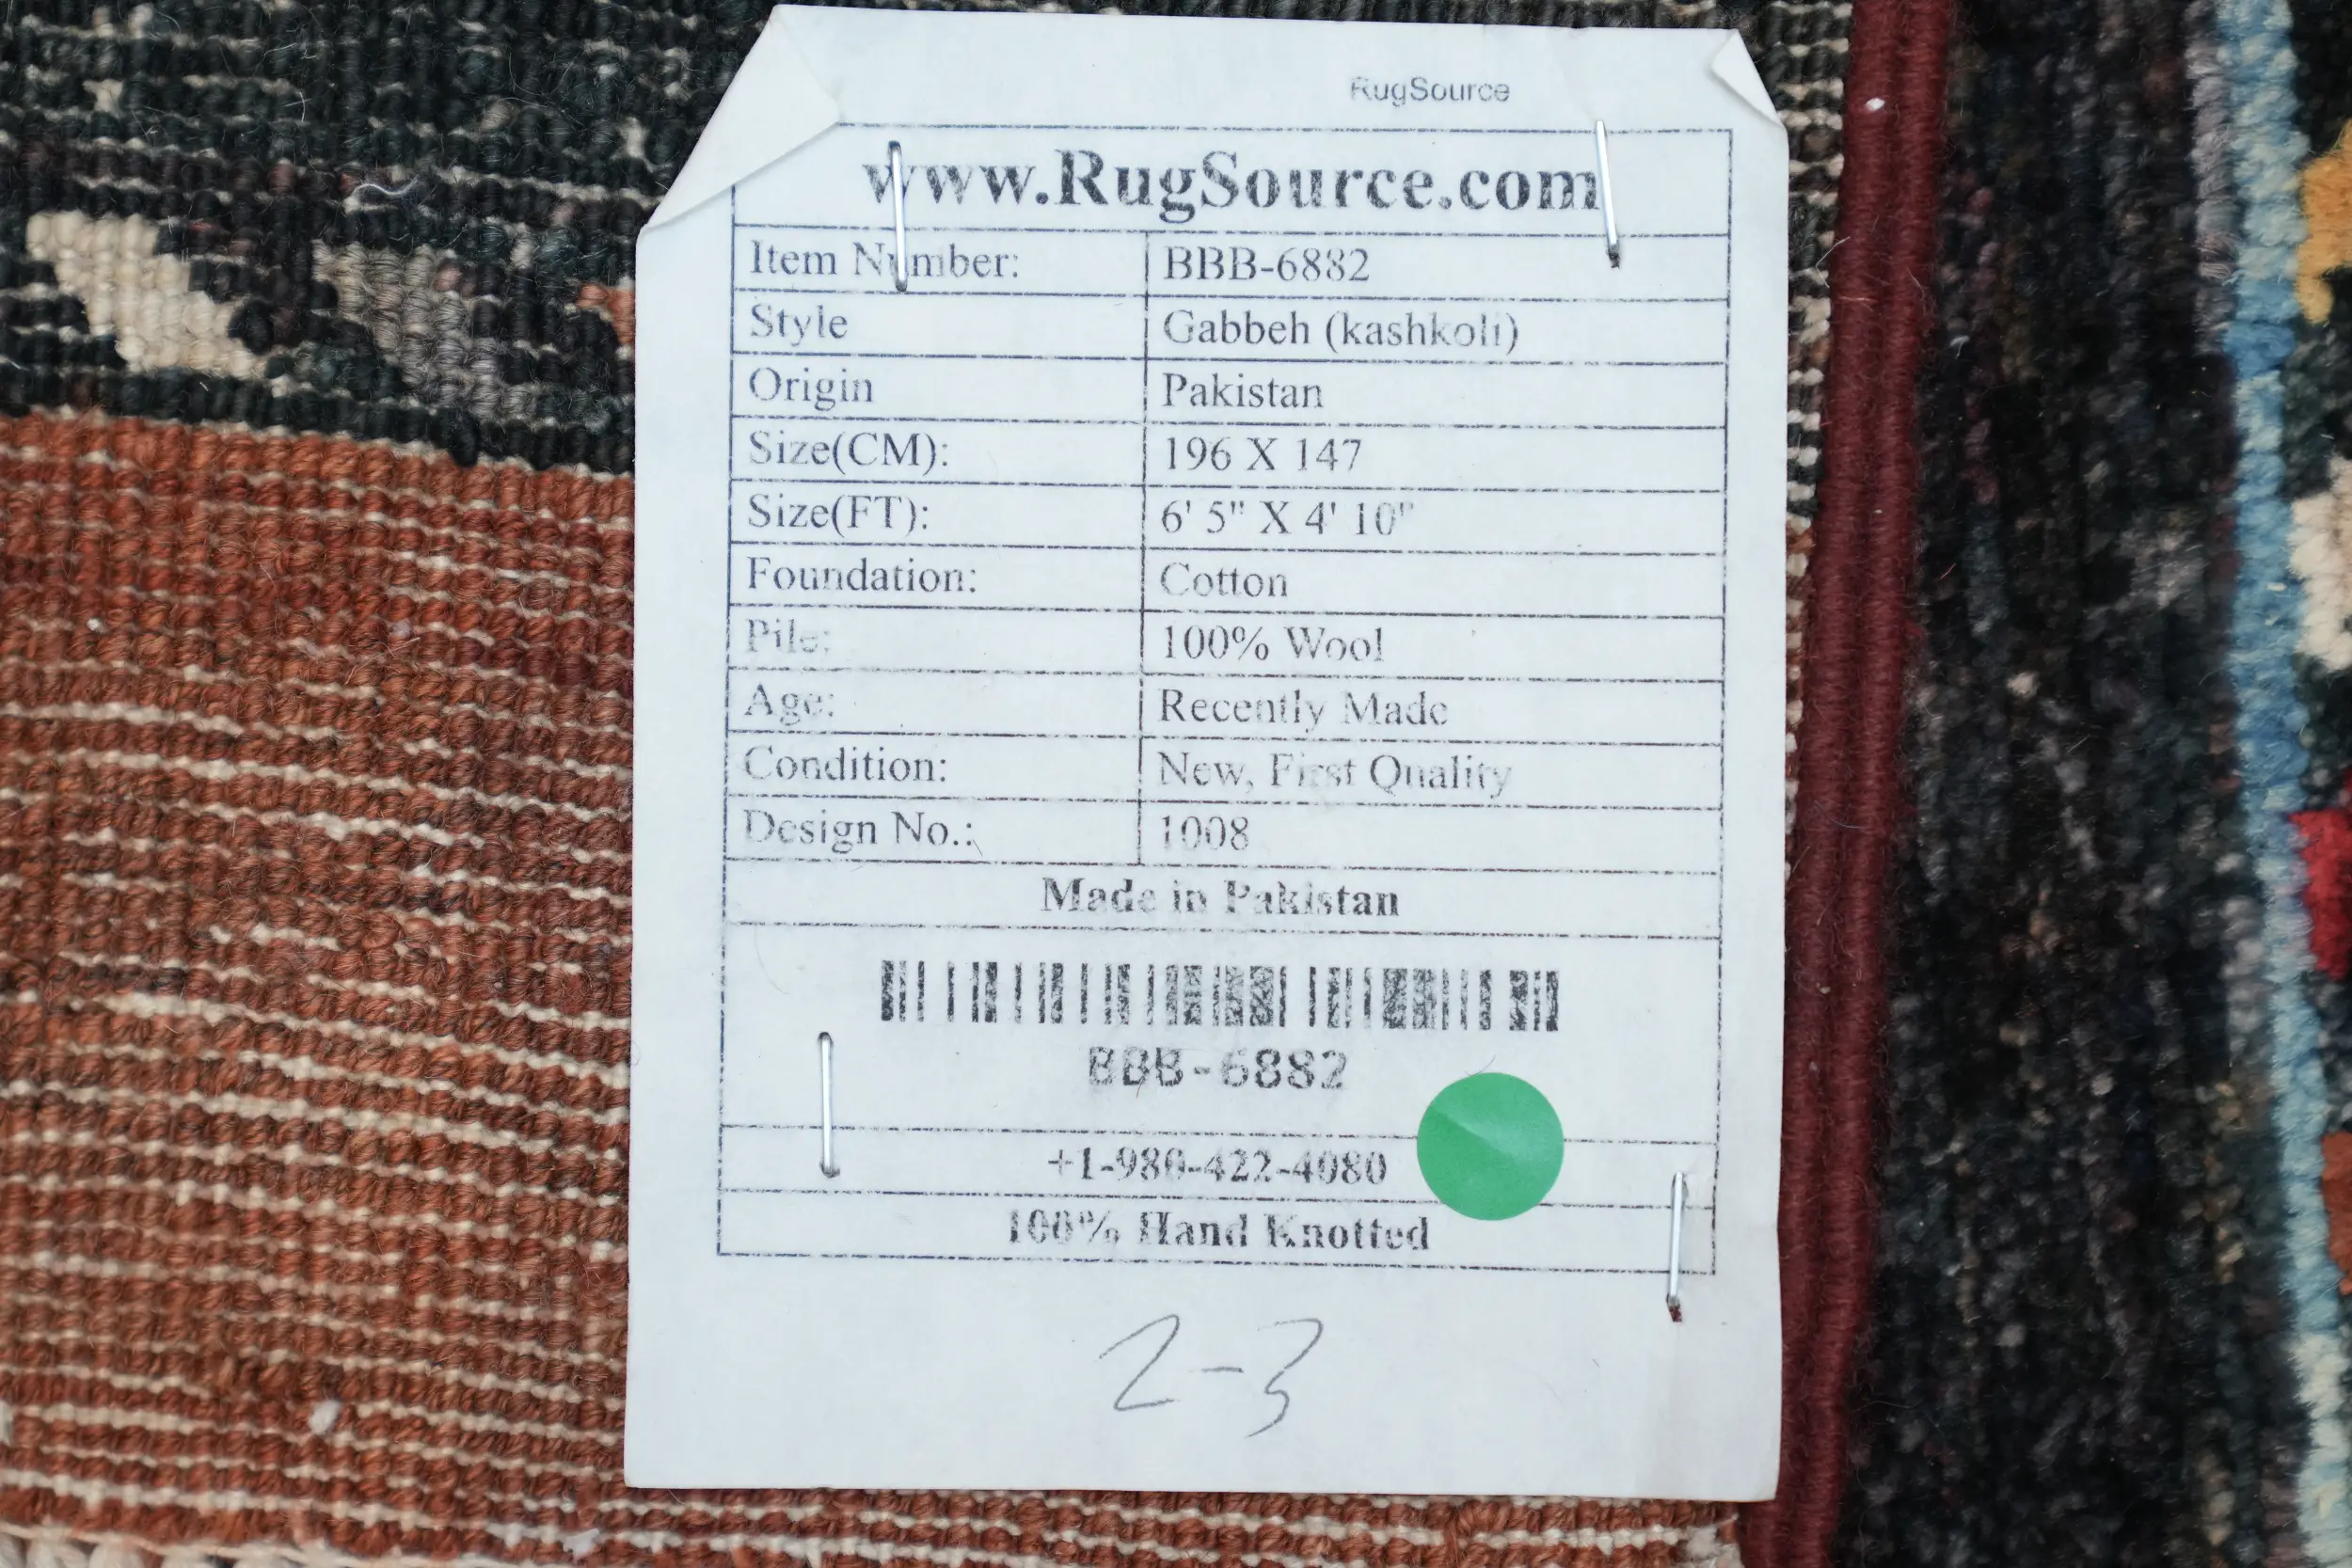 RugSource
www.RugSource.com
Item Number: BBB-6882
Style Gabbeh (kashkoli)
Origin Pakistan
Size(CM): 196 X 147
Size(FT): 6' 5" X 4' 10"
Foundation: Cotton
Pile: 100% Wool
Age: Recently Made
Condition: New, First Quality
Design No.: 1008
Made in Pakistan
BBB-6882
+1-980-422-4080
100% Hand Knotted
2-3